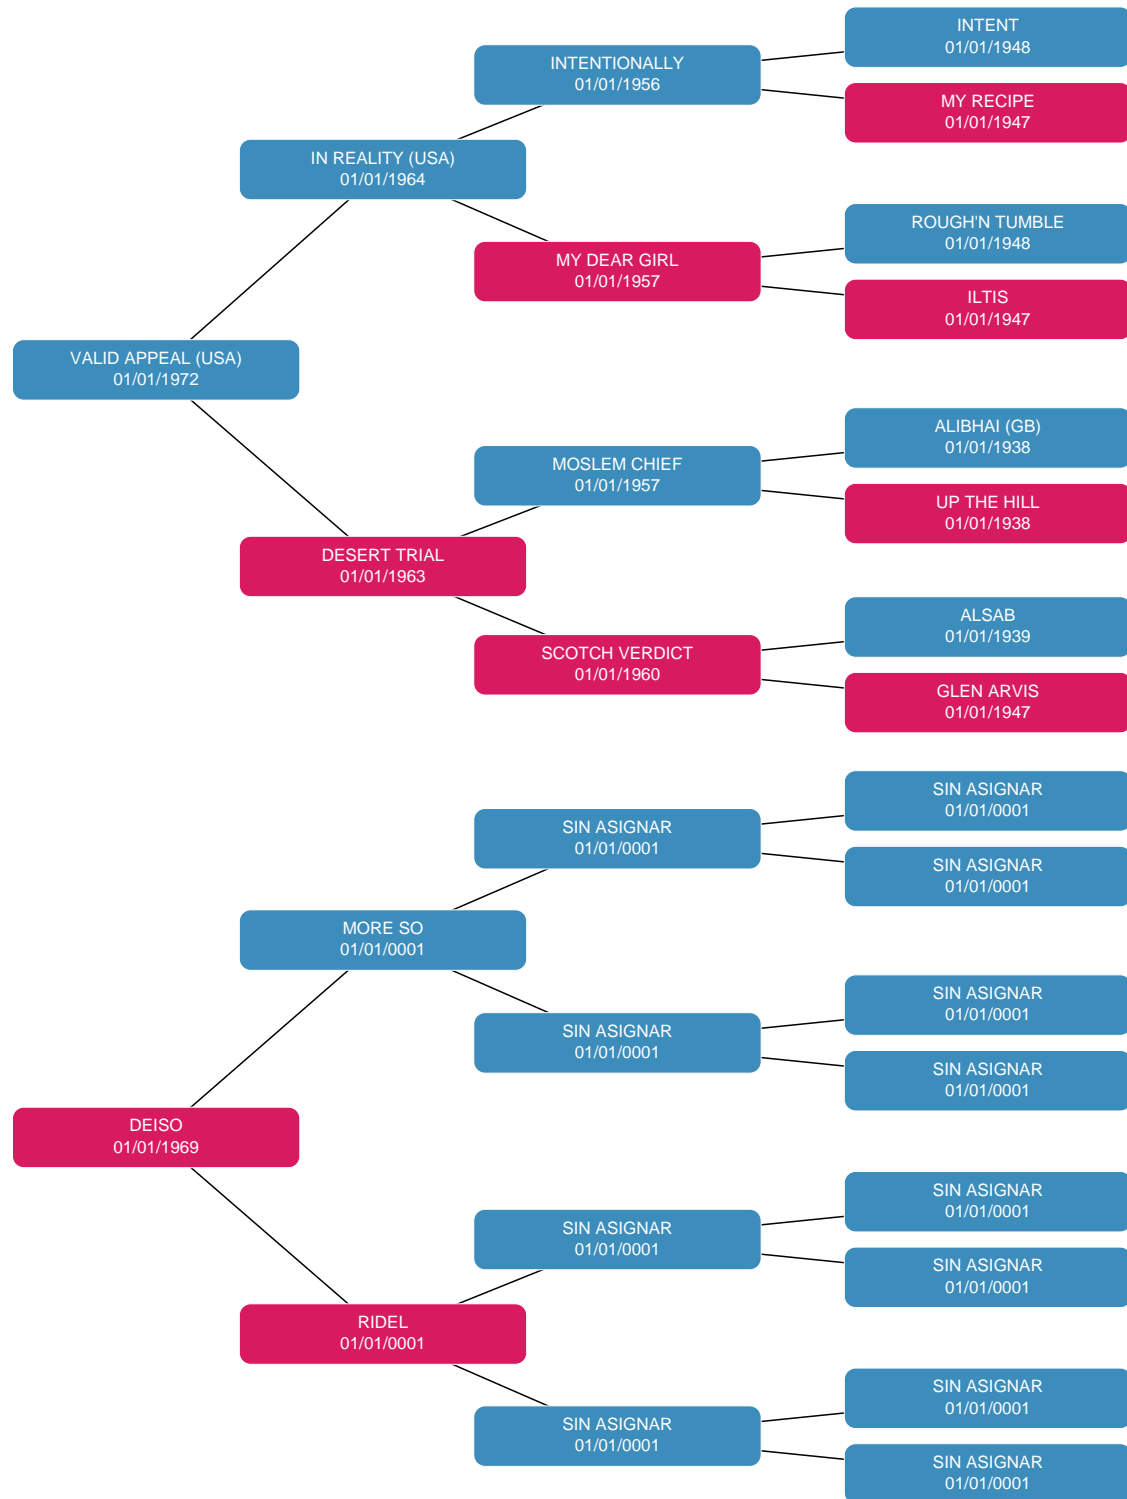 INTENT
01/01/1948
INTENTIONALLY
01/01/1956
MY RECIPE
01/01/1947
IN REALITY (USA)
01/01/1964
ROUGH'N TUMBLE
01/01/1948
MY DEAR GIRL
01/01/1957
ILTIS
01/01/1947
VALID APPEAL (USA)
01/01/1972
ALIBHAI (GB)
01/01/1938
MOSLEM CHIEF
01/01/1957
UP THE HILL
01/01/1938
DESERT TRIAL
01/01/1963
ALSAB
01/01/1939
SCOTCH VERDICT
01/01/1960
GLEN ARVIS
01/01/1947
SIN ASIGNAR
01/01/0001
SIN ASIGNAR
01/01/0001
SIN ASIGNAR
01/01/0001
MORE SO
01/01/0001
SIN ASIGNAR
01/01/0001
SIN ASIGNAR
01/01/0001
SIN ASIGNAR
01/01/0001
DEISO
01/01/1969
SIN ASIGNAR
01/01/0001
SIN ASIGNAR
01/01/0001
SIN ASIGNAR
01/01/0001
RIDEL
01/01/0001
SIN ASIGNAR
01/01/0001
SIN ASIGNAR
01/01/0001
SIN ASIGNAR
01/01/0001